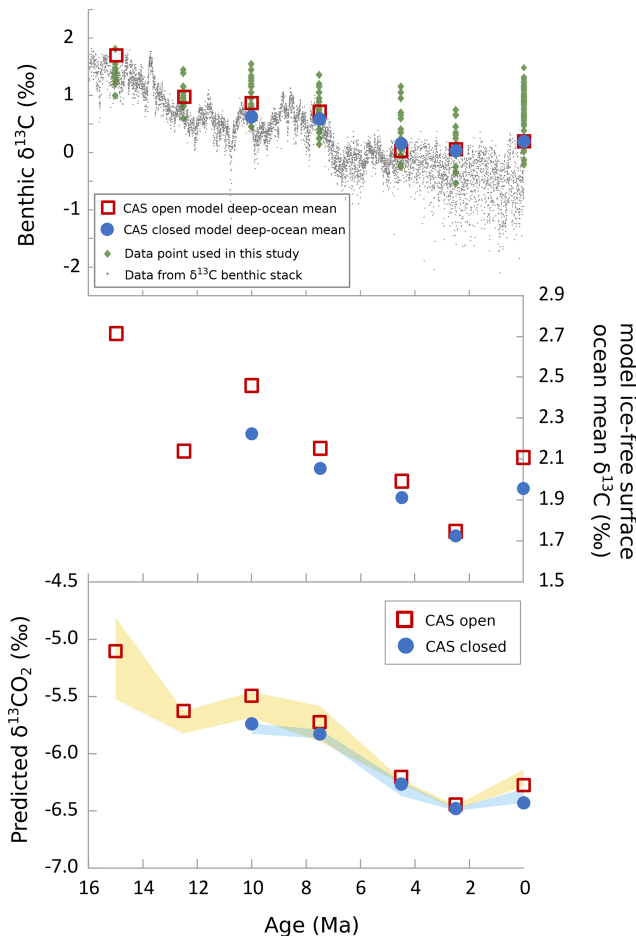 2
1
0
-1
-2
Benthic δ¹³C (‰)
CAS open model deep-ocean mean
CAS closed model deep-ocean mean
Data point used in this study
Data from δ¹³C benthic stack
2.9
2.7
2.5
2.3
2.1
1.9
1.7
1.5
model ice-free surface
ocean mean δ¹³C (‰)
-4.5
-5.0
-5.5
-6.0
-6.5
-7.0
Predicted δ¹³CO₂ (‰)
CAS open
CAS closed
16 14 12 10 8 6 4 2 0
Age (Ma)